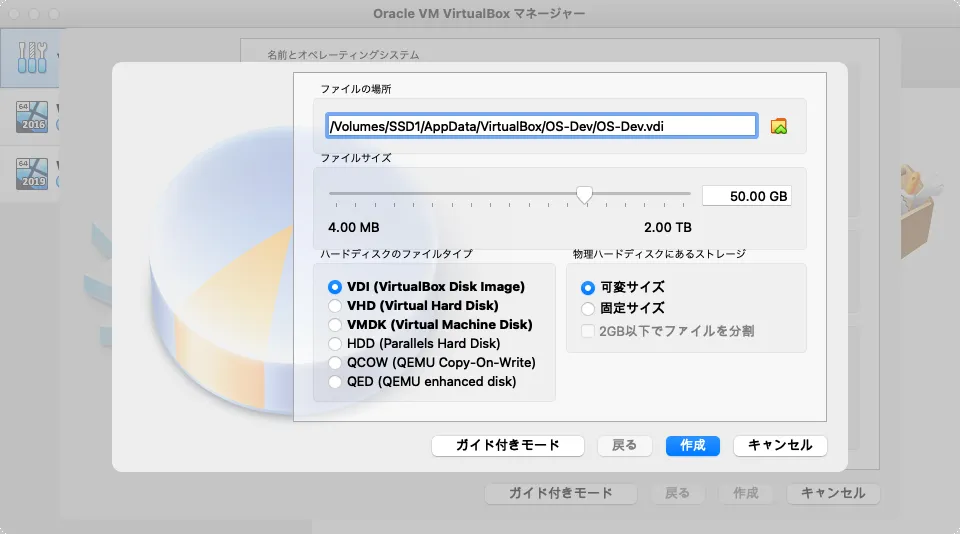 Oracle VM VirtualBox マネージャー
名前とオペレーティングシステム
64
2016
64
2019
ファイルの場所
/Volumes/SSD1/AppData/VirtualBox/OS-Dev/OS-Dev.vdi
ファイルサイズ
50.00 GB
4.00 MB
2.00 TB
ハードディスクのファイルタイプ
VDI (VirtualBox Disk Image)
VHD (Virtual Hard Disk)
VMDK (Virtual Machine Disk)
HDD (Parallels Hard Disk)
QCOW (QEMU Copy-On-Write)
QED (QEMU enhanced disk)
物理ハードディスクにあるストレージ
可変サイズ
固定サイズ
2GB以下でファイルを分割
ガイド付きモード
戻る
作成
キャンセル
ガイド付きモード
戻る
作成
キャンセル